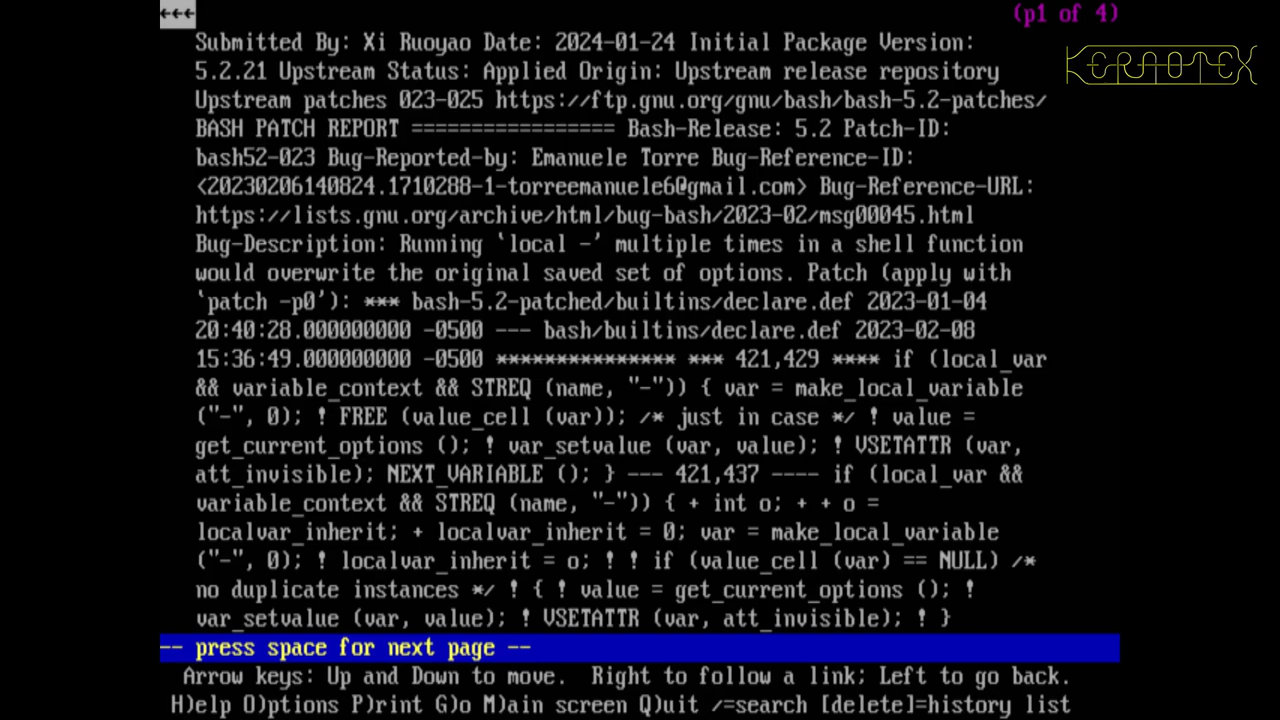 ←←← (p1 of 4)
KERNOTEX
Submitted By: Xi Ruoyao Date: 2024-01-24 Initial Package Version:
5.2.21 Upstream Status: Applied Origin: Upstream release repository
Upstream patches 023-025 https://ftp.gnu.org/gnu/bash/bash-5.2-patches/
BASH PATCH REPORT ================= Bash-Release: 5.2 Patch-ID:
bash52-023 Bug-Reported-by: Emanuele Torre Bug-Reference-ID:
<20230206140824.1710288-1-torreemanuele6@gmail.com> Bug-Reference-URL:
https://lists.gnu.org/archive/html/bug-bash/2023-02/msg00045.html
Bug-Description: Running `local -' multiple times in a shell function
would overwrite the original saved set of options. Patch (apply with
`patch -p0'): *** bash-5.2-patched/builtins/declare.def 2023-01-04
20:40:28.000000000 -0500 --- bash/builtins/declare.def 2023-02-08
15:36:49.000000000 -0500 *************** *** 421,429 **** if (local_var
&& variable_context && STREQ (name, "-")) { var = make_local_variable
("-", 0); ! FREE (value_cell (var)); /* just in case */ ! value =
get_current_options (); ! var_setvalue (var, value); ! VSETATTR (var,
att_invisible); NEXT_VARIABLE (); } --- 421,437 ---- if (local_var &&
variable_context && STREQ (name, "-")) { + int o; + + o =
localvar_inherit; + localvar_inherit = 0; var = make_local_variable
("-", 0); ! localvar_inherit = o; ! ! if (value_cell (var) == NULL) /*
no duplicate instances */ ! { ! value = get_current_options (); !
var_setvalue (var, value); ! VSETATTR (var, att_invisible); ! }
-- press space for next page --
Arrow keys: Up and Down to move. Right to follow a link; Left to go back.
H)elp O)ptions P)rint G)o M)ain screen Q)uit /=search [delete]=history list